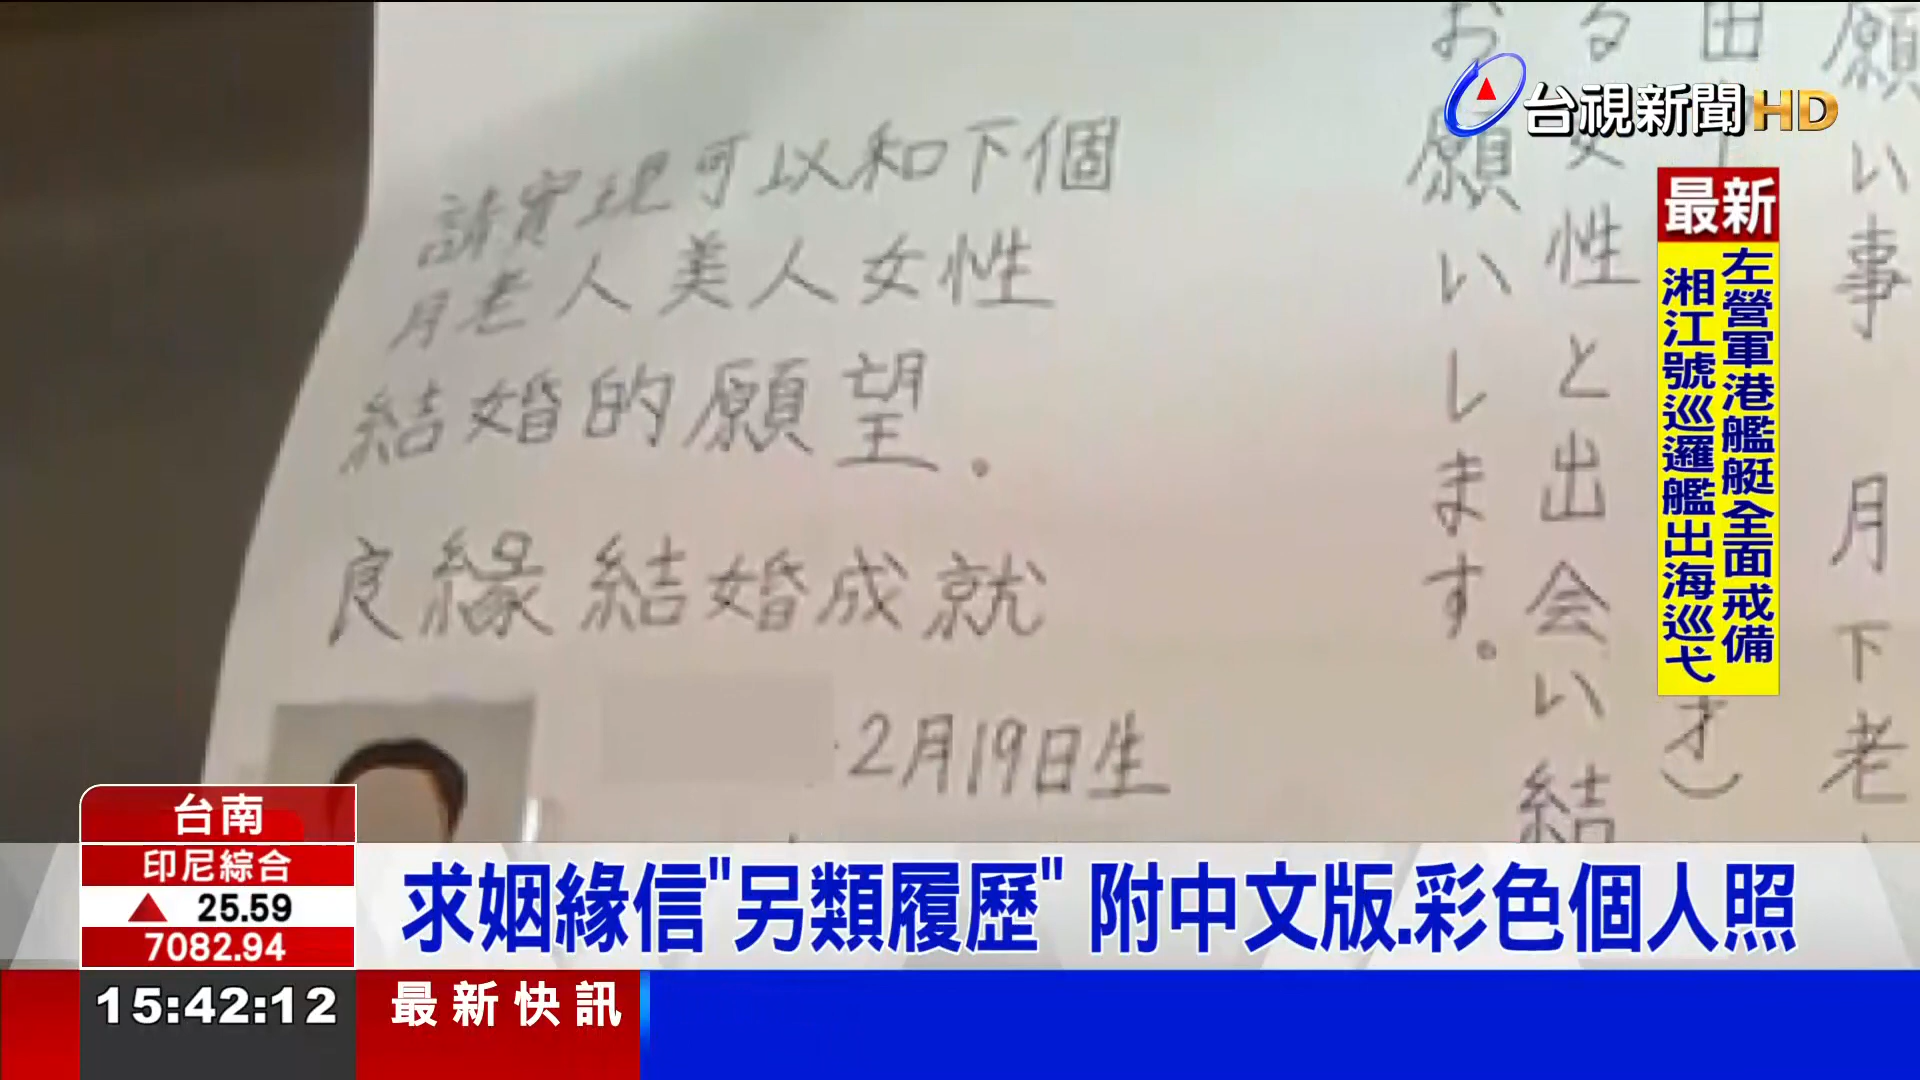 請實現可以和下個
月老人美人女性
結婚的願望.
良緣結婚成就
2月19日生
願い事 月下老
田
才)
る女性と出会い結
お願いします。
台視新聞HD
最新
左營軍港艦艇全面戒備
湘江號巡邏艦出海巡弋
台南
印尼綜合
▲ 25.59
7082.94
求姻緣信"另類履歷" 附中文版.彩色個人照
15:42:12
最新快訊